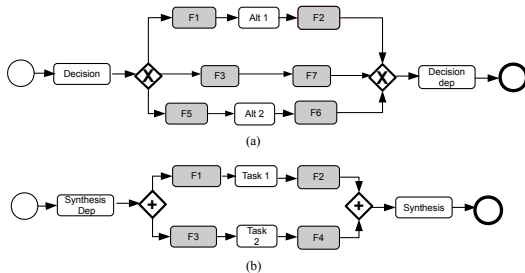 F1 Alt 1 F2
Decision X F3 F7 X Decision dep
F5 Alt 2 F6
(a)
F1 Task 1 F2
Synthesis Dep + + Synthesis
F3 Task 2 F4
(b)